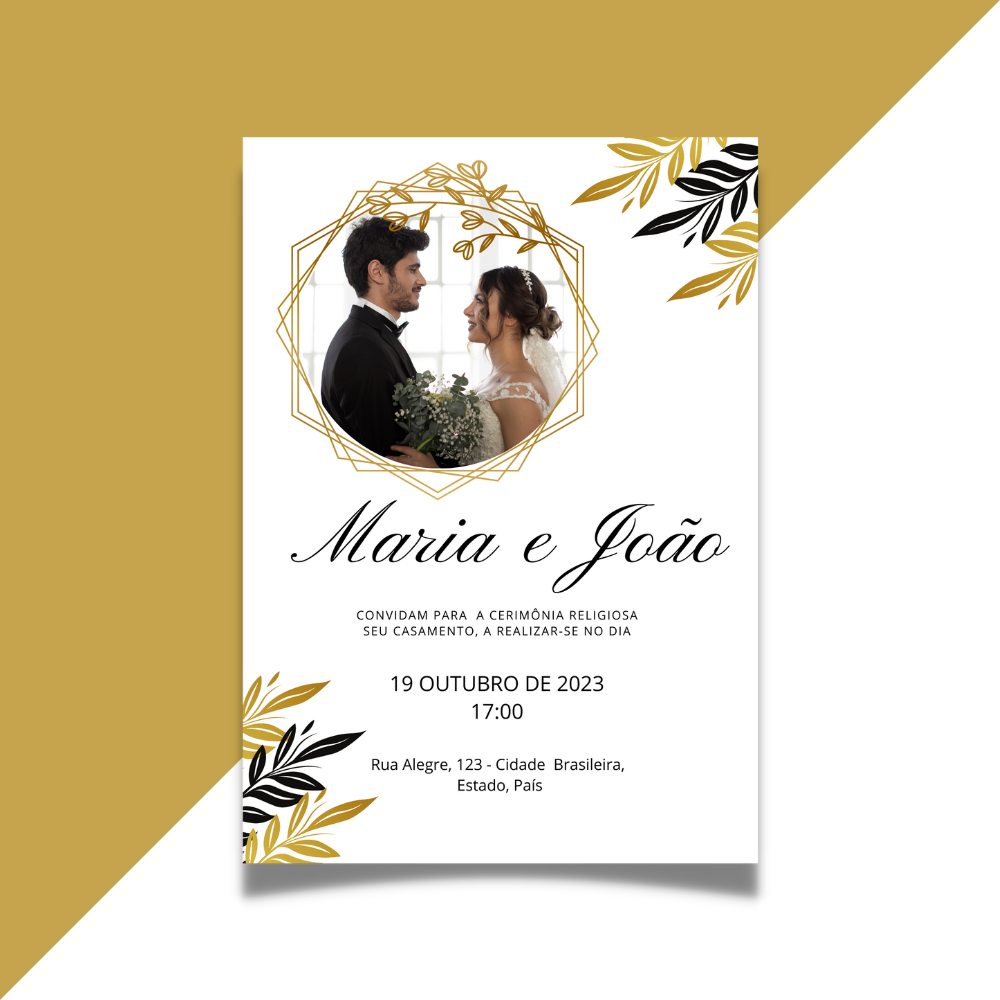 Maria e João
CONVIDAM PARA A CERIMÔNIA RELIGIOSA
SEU CASAMENTO, A REALIZAR-SE NO DIA
19 OUTUBRO DE 2023
17:00
Rua Alegre, 123 - Cidade Brasileira,
Estado, País